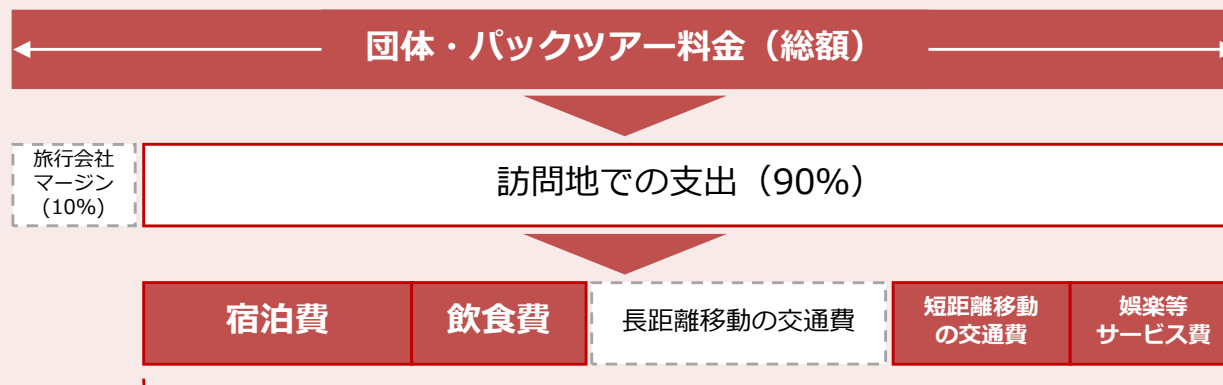 団体・パックツアー料金（総額）
旅行会社
マージン
(10%)
訪問地での支出（90%）
宿泊費
飲食費
長距離移動の交通費
短距離移動
の交通費
娯楽等
サービス費